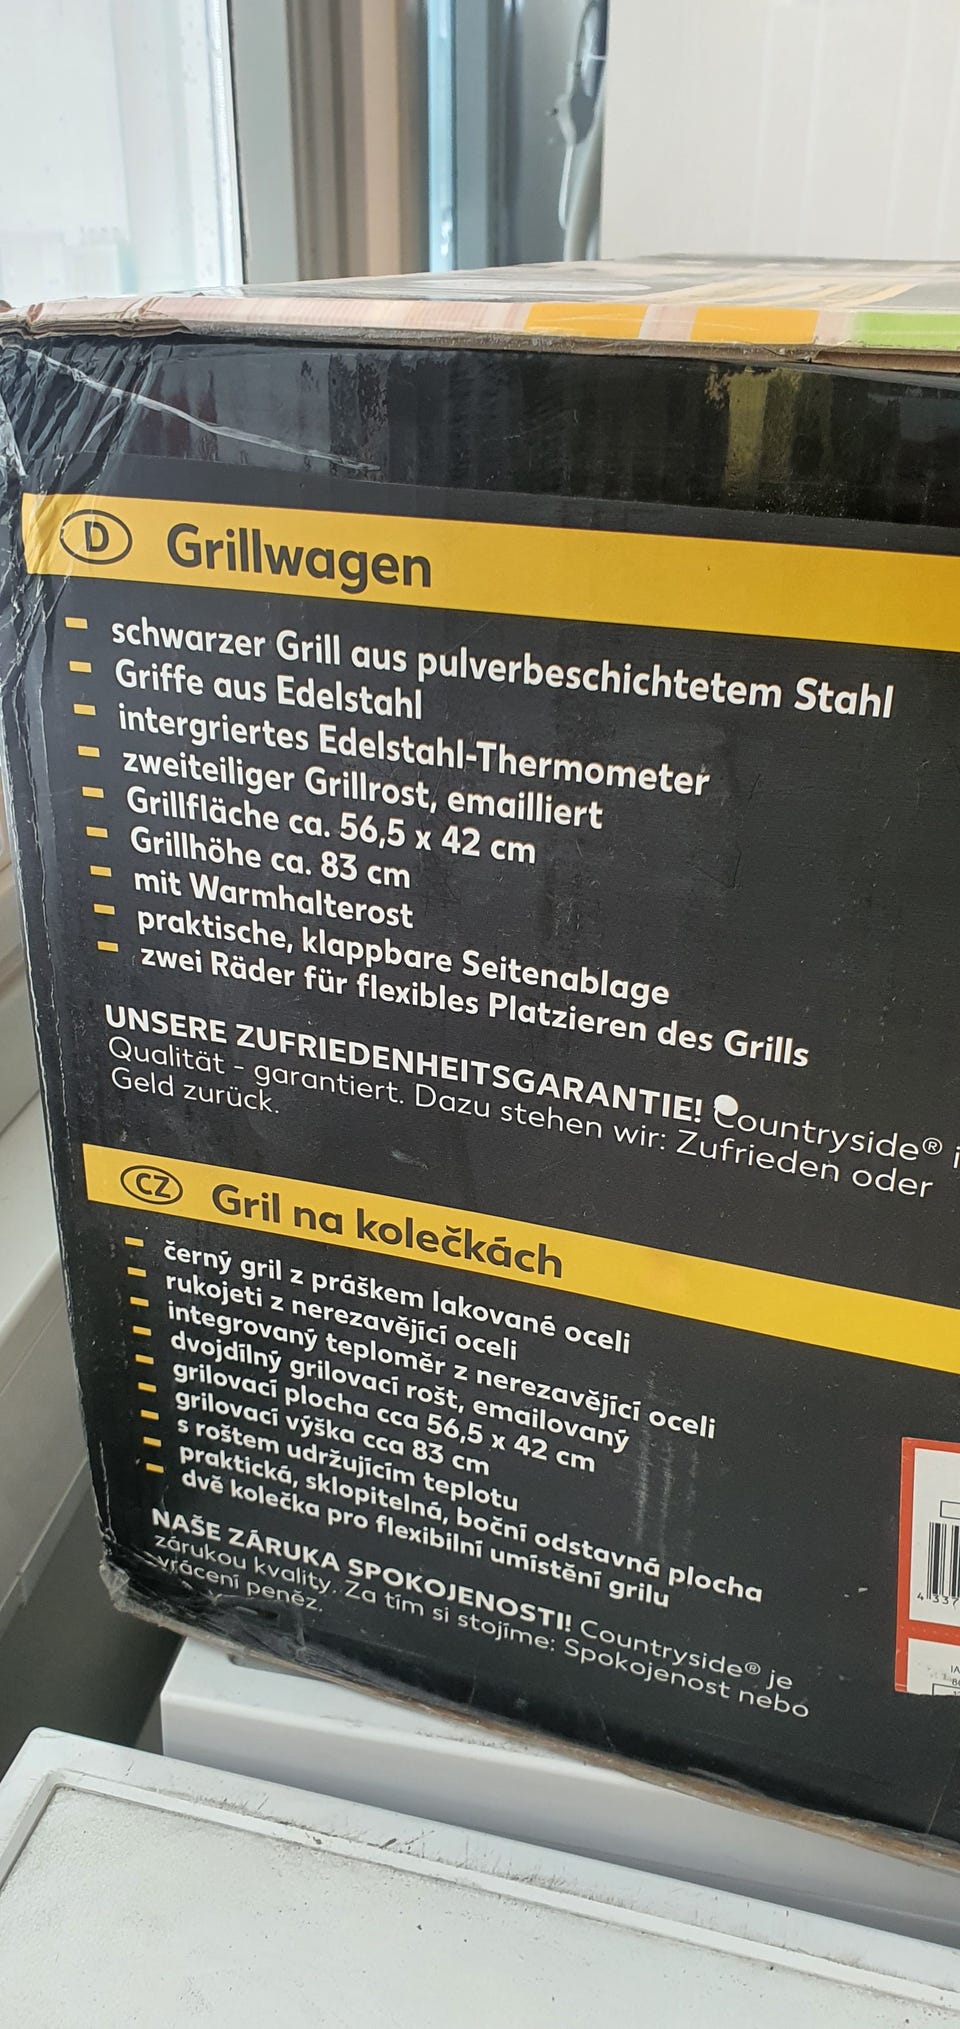 D Grillwagen
- schwarzer Grill aus pulverbeschichtetem Stahl
- Griffe aus Edelstahl
- intergriertes Edelstahl-Thermometer
- zweiteiliger Grillrost, emailliert
- Grillfläche ca. 56,5 x 42 cm
- Grillhöhe ca. 83 cm
- mit Warmhalterost
- praktische, klappbare Seitenablage
- zwei Räder für flexibles Platzieren des Grills
UNSERE ZUFRIEDENHEITSGARANTIE! Countryside®
Qualität - garantiert. Dazu stehen wir: Zufrieden oder
Geld zurück.
CZ Gril na kolečkách
- černý gril z práškem lakované oceli
- rukojeti z nerezavějící oceli
- integrovaný teploměr z nerezavějící oceli
- dvojdílný grilovací rošt, emailovaný
- grilovací plocha cca 56,5 x 42 cm
- grilovací výška cca 83 cm
- s roštem udržujícím teplotu
- praktická, sklopitelná, boční odstavná plocha
- dvě kolečka pro flexibilní umístění grilu
NAŠE ZÁRUKA SPOKOJENOSTI! Countryside® je
zárukou kvality. Za tím si stojíme: Spokojenost nebo
vrácení peněz.
4 337